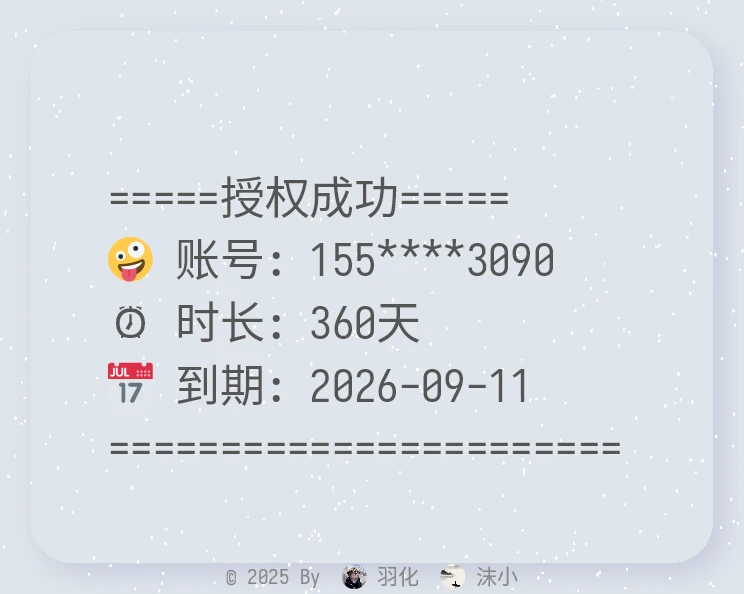 =====授权成功=====
🤪 账号：155****3090
⏰ 时长：360天
📅 到期：2026-09-11
=======================
© 2025 By 羽化 沫小